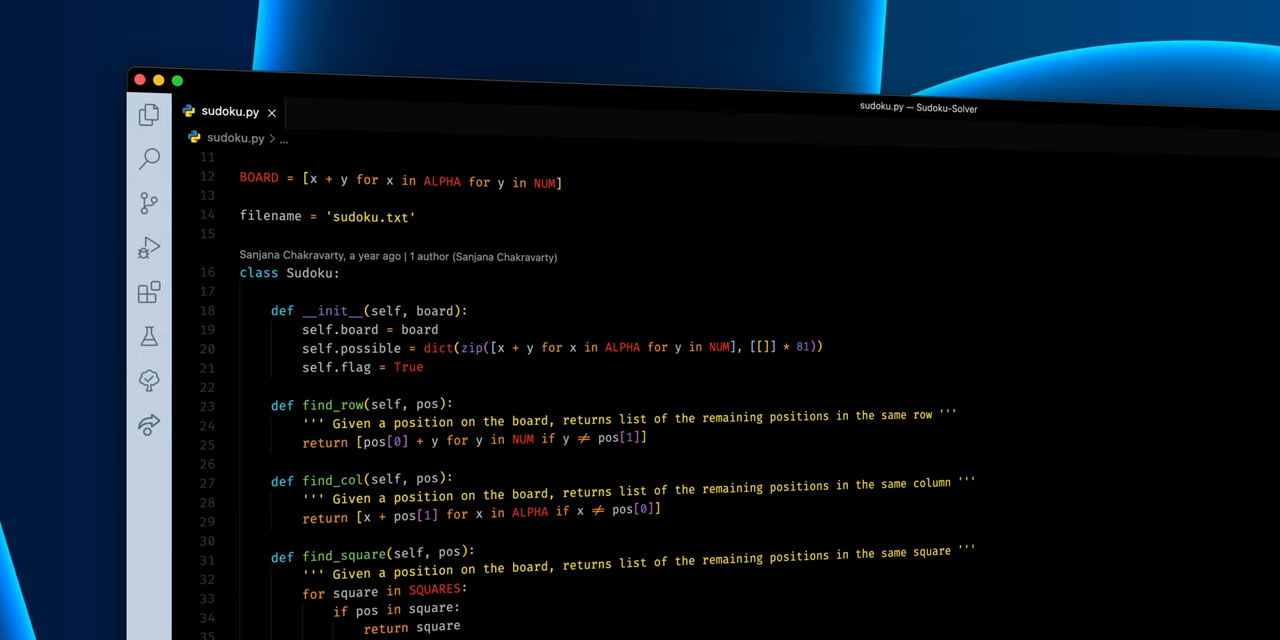 sudoku.py — Sudoku-Solver
sudoku.py
sudoku.py > ...
11
12 BOARD = [x + y for x in ALPHA for y in NUM]
13
14 filename = 'sudoku.txt'
15
Sanjana Chakravarty, a year ago | 1 author (Sanjana Chakravarty)
16 class Sudoku:
17
18 def __init__(self, board):
19 self.board = board
20 self.possible = dict(zip([x + y for x in ALPHA for y in NUM], [[]] * 81))
21 self.flag = True
22
23 def find_row(self, pos):
24 ''' Given a position on the board, returns list of the remaining positions in the same row '''
25 return [pos[0] + y for y in NUM if y ≠ pos[1]]
26
27 def find_col(self, pos):
28 ''' Given a position on the board, returns list of the remaining positions in the same column '''
29 return [x + pos[1] for x in ALPHA if x ≠ pos[0]]
30
31 def find_square(self, pos):
32 ''' Given a position on the board, returns list of the remaining positions in the same square '''
33 for square in SQUARES:
34 if pos in square:
35 return square